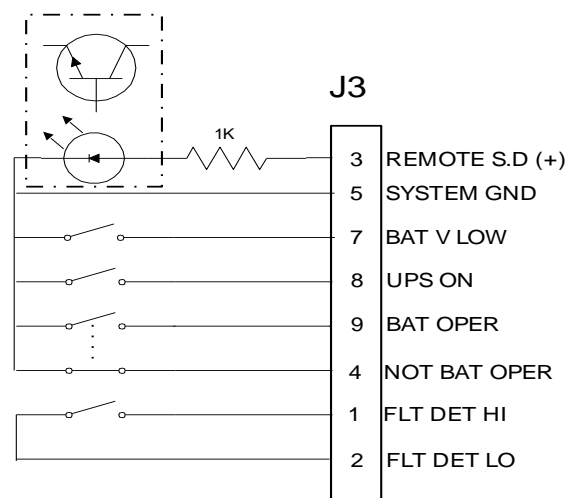 J3
1K
3 REMOTE S.D (+)
5 SYSTEM GND
7 BAT V LOW
8 UPS ON
9 BAT OPER
4 NOT BAT OPER
1 FLT DET HI
2 FLT DET LO